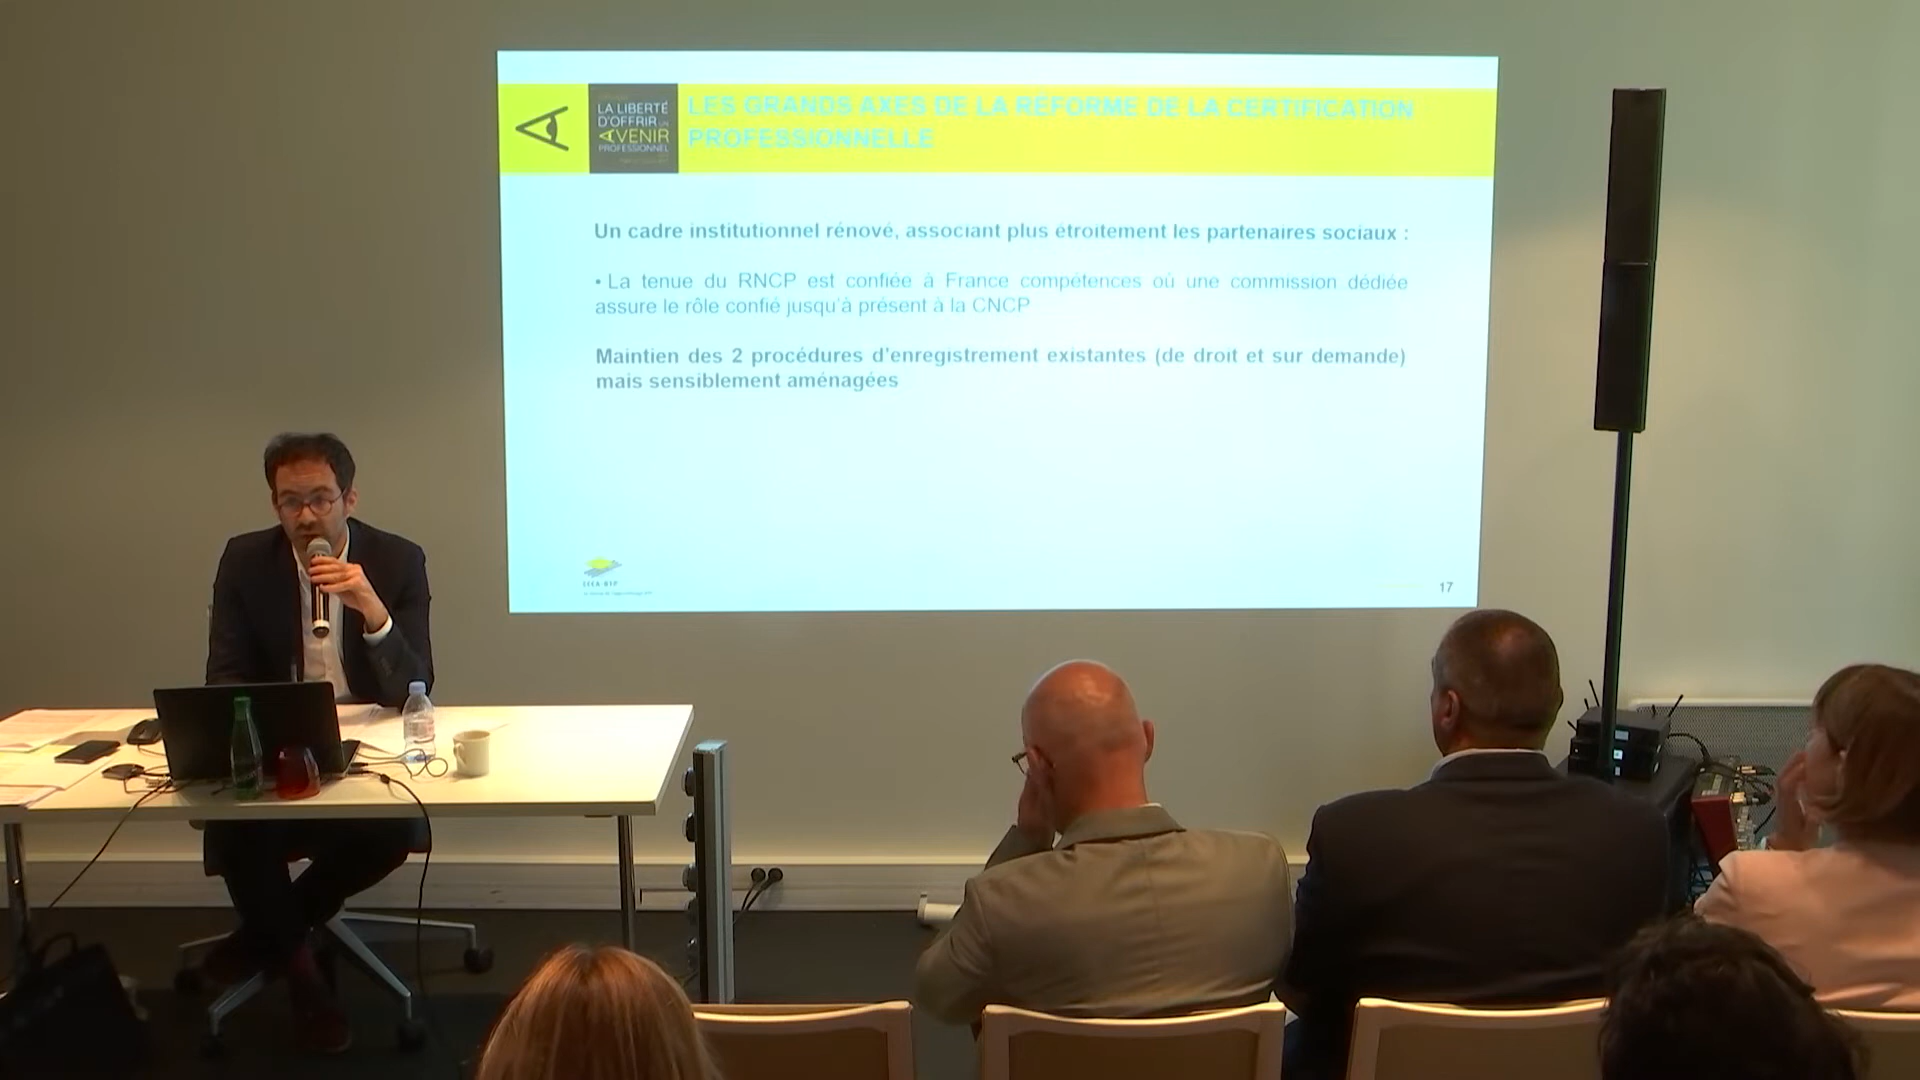 LA LIBERTÉ
D'OFFRIR UN
AVENIR
PROFESSIONNEL
LES GRANDS AXES DE LA RÉFORME DE LA CERTIFICATION
PROFESSIONNELLE
Un cadre institutionnel rénové, associant plus étroitement les partenaires sociaux :
• La tenue du RNCP est confiée à France compétences où une commission dédiée
assure le rôle confié jusqu'à présent à la CNCP
Maintien des 2 procédures d'enregistrement existantes (de droit et sur demande)
mais sensiblement aménagées
CCCA BTP
17